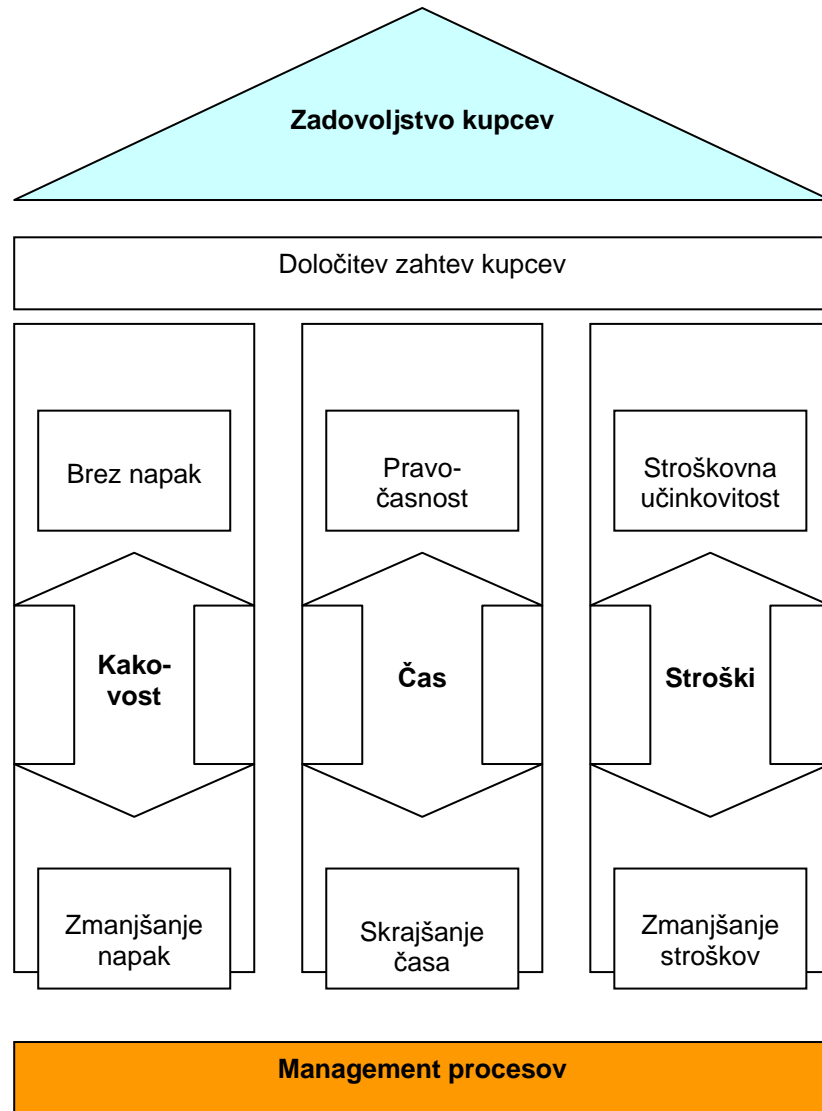 Zadovoljstvo kupcev
Določitev zahtev kupcev
Brez napak
Pravo-
časnost
Stroškovna
učinkovitost
Kako-
vost
Čas
Stroški
Zmanjšanje
napak
Skrajšanje
časa
Zmanjšanje
stroškov
Management procesov